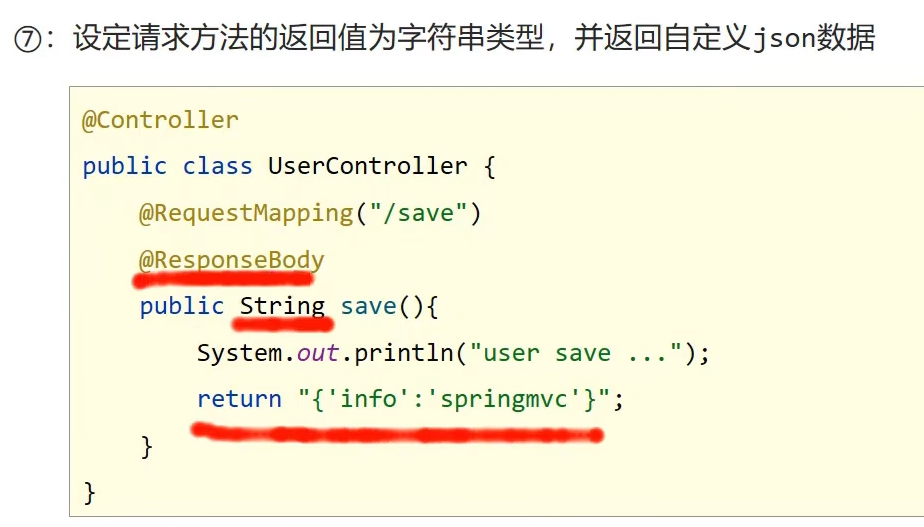 ⑦：设定请求方法的返回值为字符串类型，并返回自定义json数据
@Controller
public class UserController {
@RequestMapping("/save")
@ResponseBody
public String save(){
System.out.println("user save ...");
return "{'info':'springmvc'}";
}
}